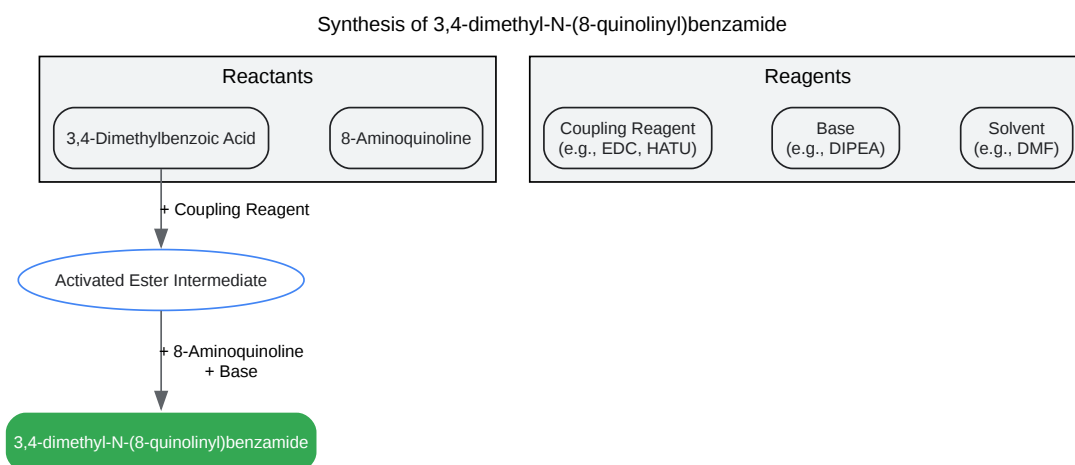 Synthesis of 3,4-dimethyl-N-(8-quinolinyl)benzamide
Reactants
3,4-Dimethylbenzoic Acid
8-Aminoquinoline
Reagents
Coupling Reagent
(e.g., EDC, HATU)
Base
(e.g., DIPEA)
Solvent
(e.g., DMF)
+ Coupling Reagent
Activated Ester Intermediate
+ 8-Aminoquinoline
+ Base
3,4-dimethyl-N-(8-quinolinyl)benzamide